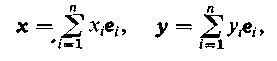 x = ∑_{i=1}^{n} x_i e_i, y = ∑_{i=1}^{n} y_i e_i,